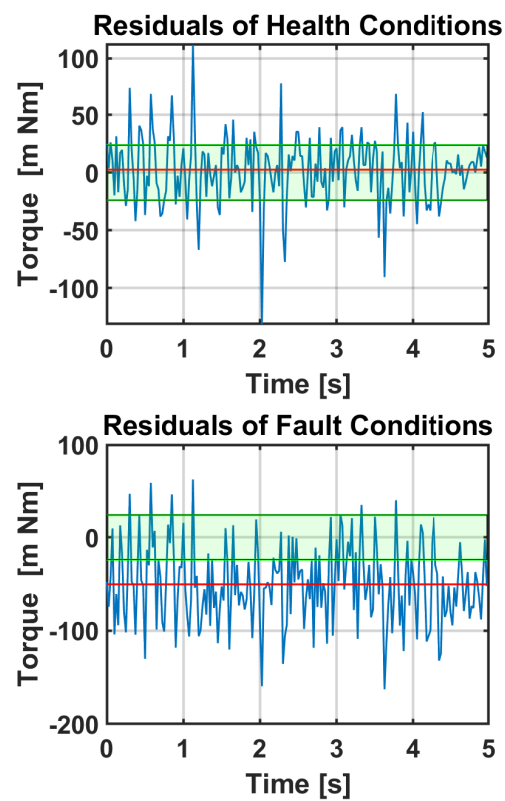 Residuals of Health Conditions
100
50
0
-50
-100
Torque [m Nm]
0 1 2 3 4 5
Time [s]
Residuals of Fault Conditions
100
0
-100
-200
Torque [m Nm]
0 1 2 3 4 5
Time [s]